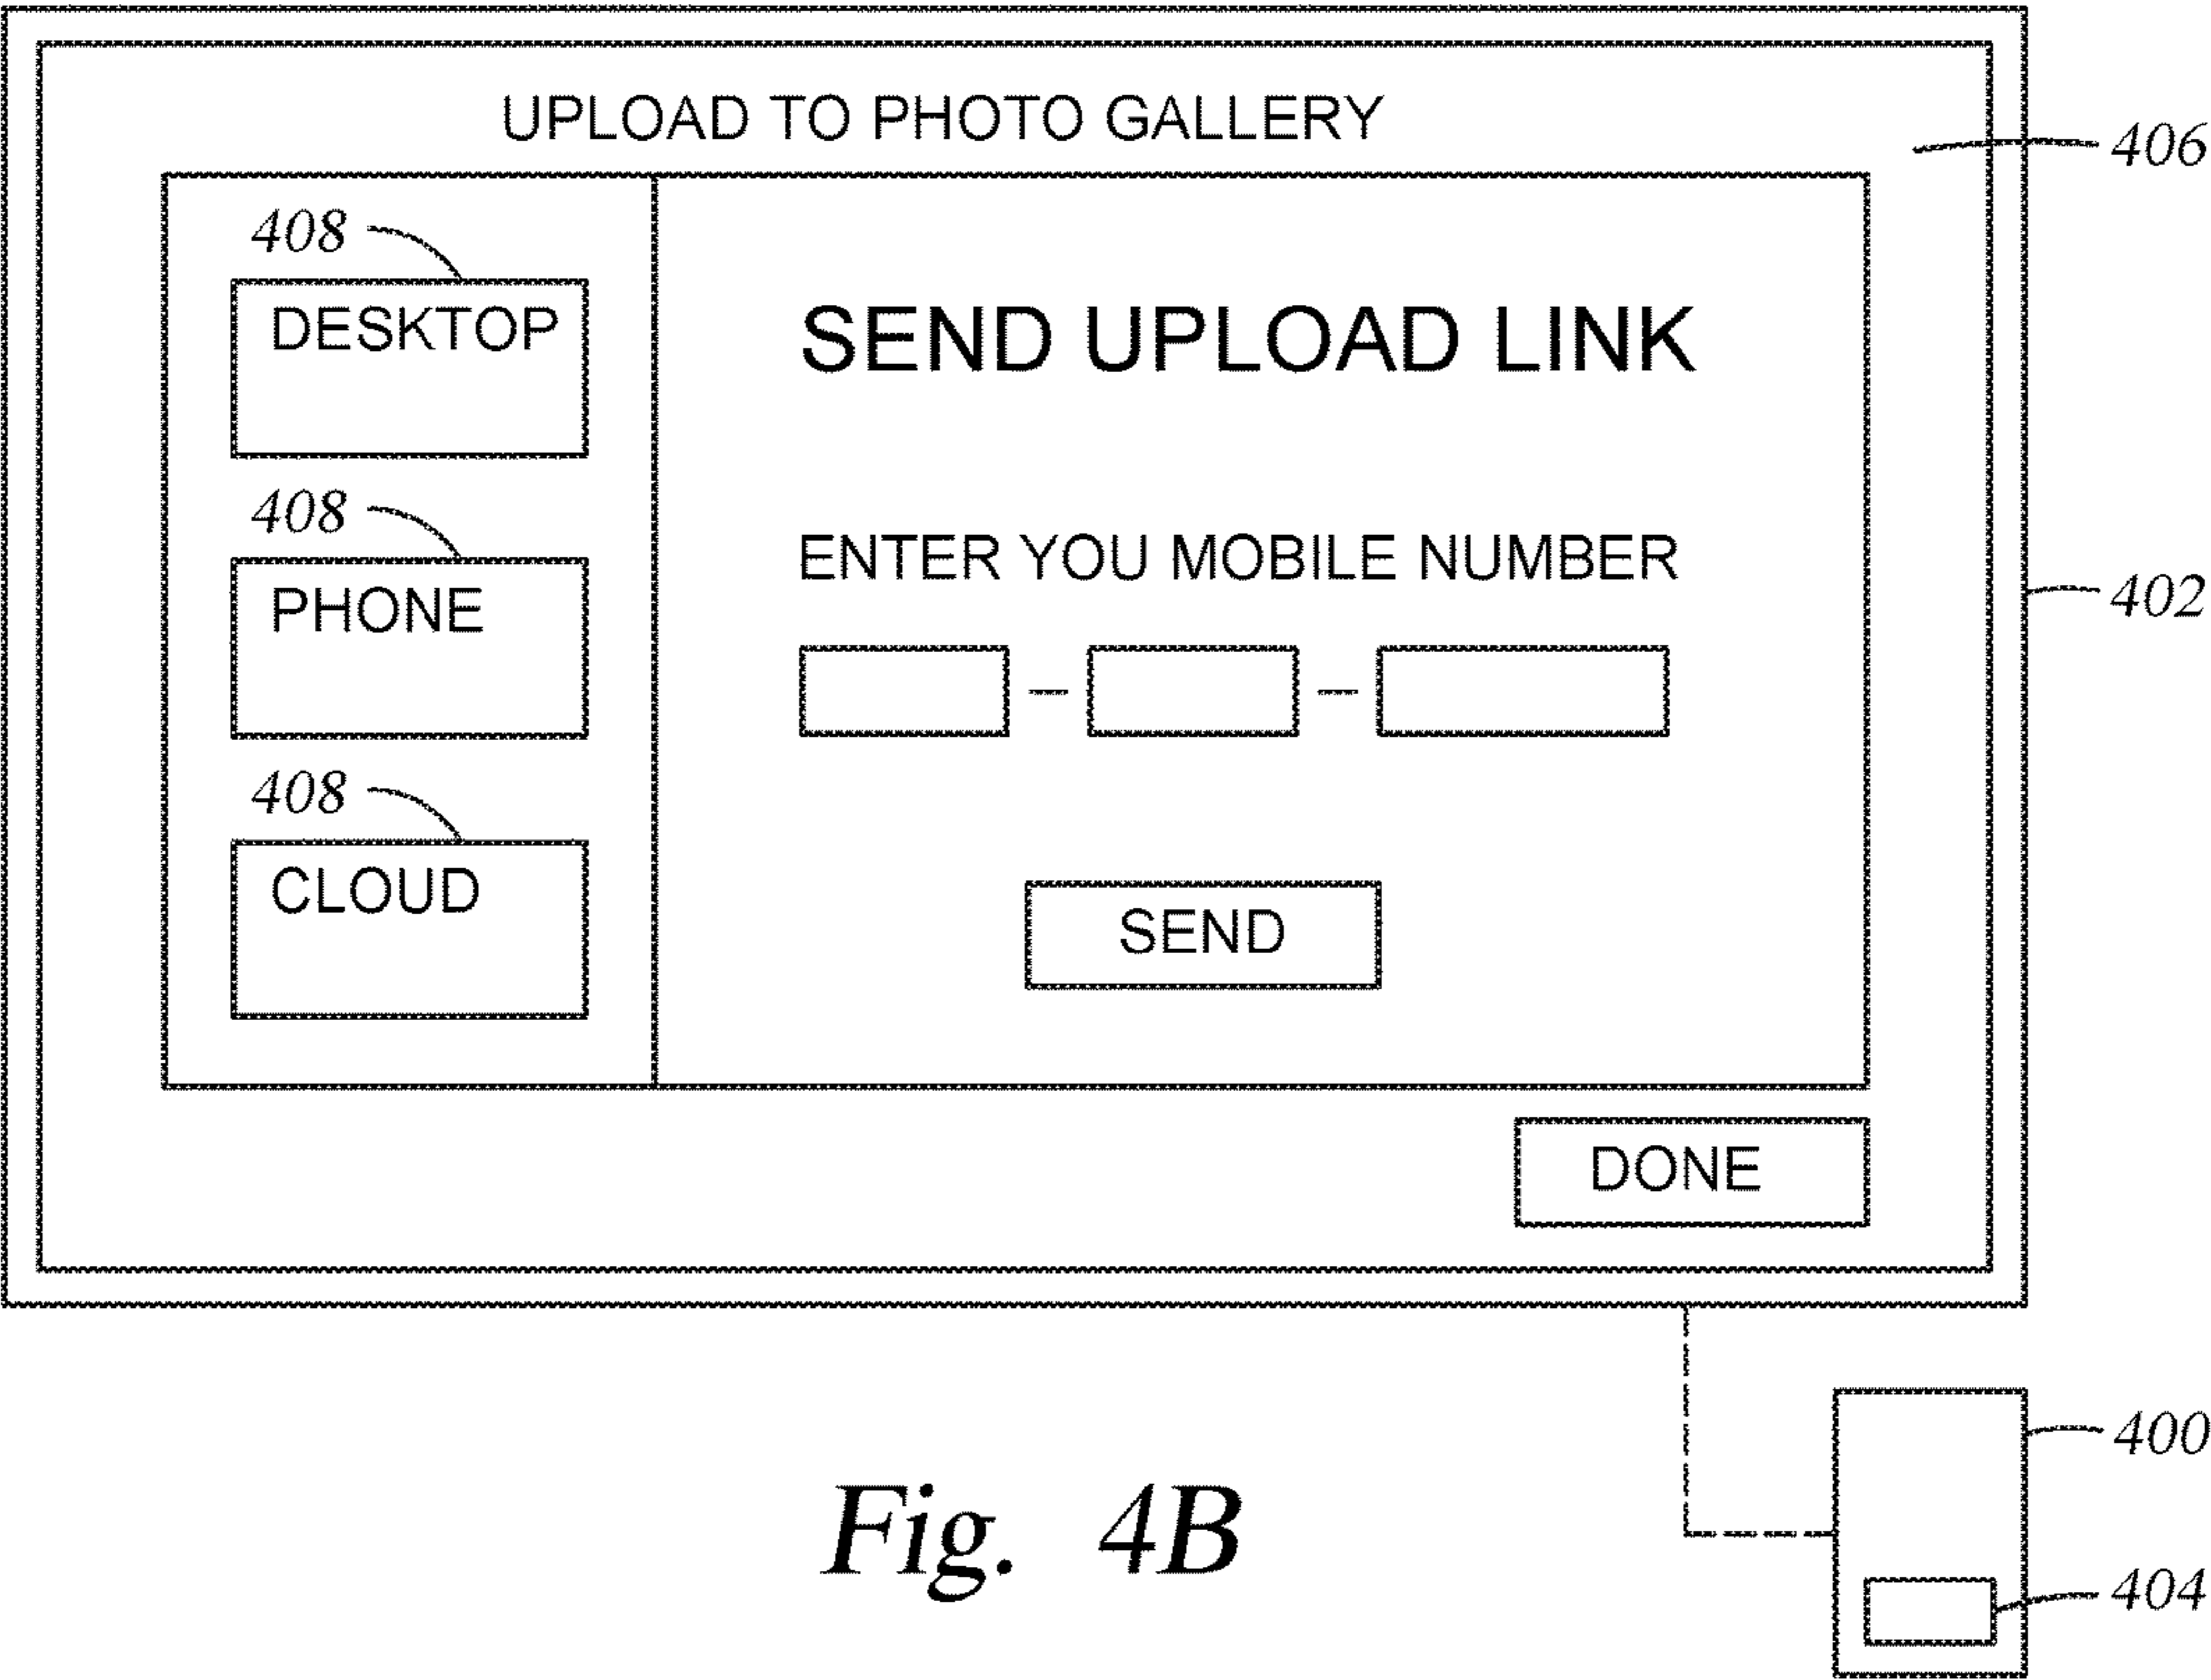 UPLOAD TO PHOTO GALLERY
406
408
DESKTOP
408
PHONE
408
CLOUD
SEND UPLOAD LINK
ENTER YOU MOBILE NUMBER
– –
SEND
402
DONE
400
404
Fig. 4B